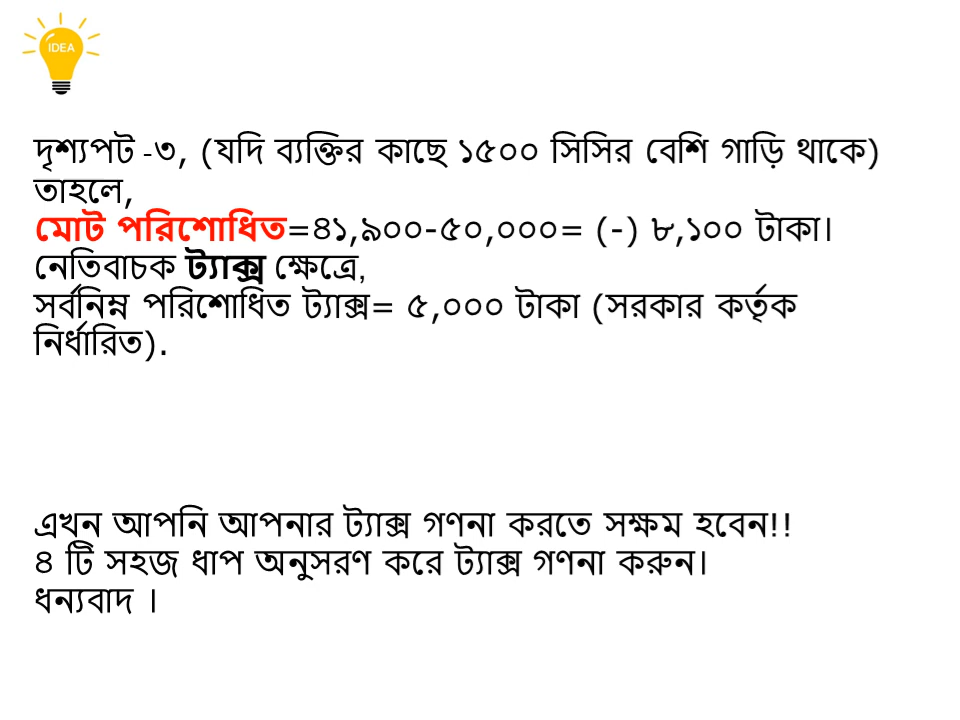 IDEA
দৃশ্যপট -৩, (যদি ব্যক্তির কাছে ১৫০০ সিসির বেশি গাড়ি থাকে)
তাহলে,
মোট পরিশোধিত=৪১,৯০০-৫০,০০০= (-) ৮,১০০ টাকা।
নেতিবাচক ট্যাক্স ক্ষেত্রে,
সর্বনিম্ন পরিশোধিত ট্যাক্স= ৫,০০০ টাকা (সরকার কর্তৃক
নির্ধারিত).
এখন আপনি আপনার ট্যাক্স গণনা করতে সক্ষম হবেন!!
৪ টি সহজ ধাপ অনুসরণ করে ট্যাক্স গণনা করুন।
ধন্যবাদ ।